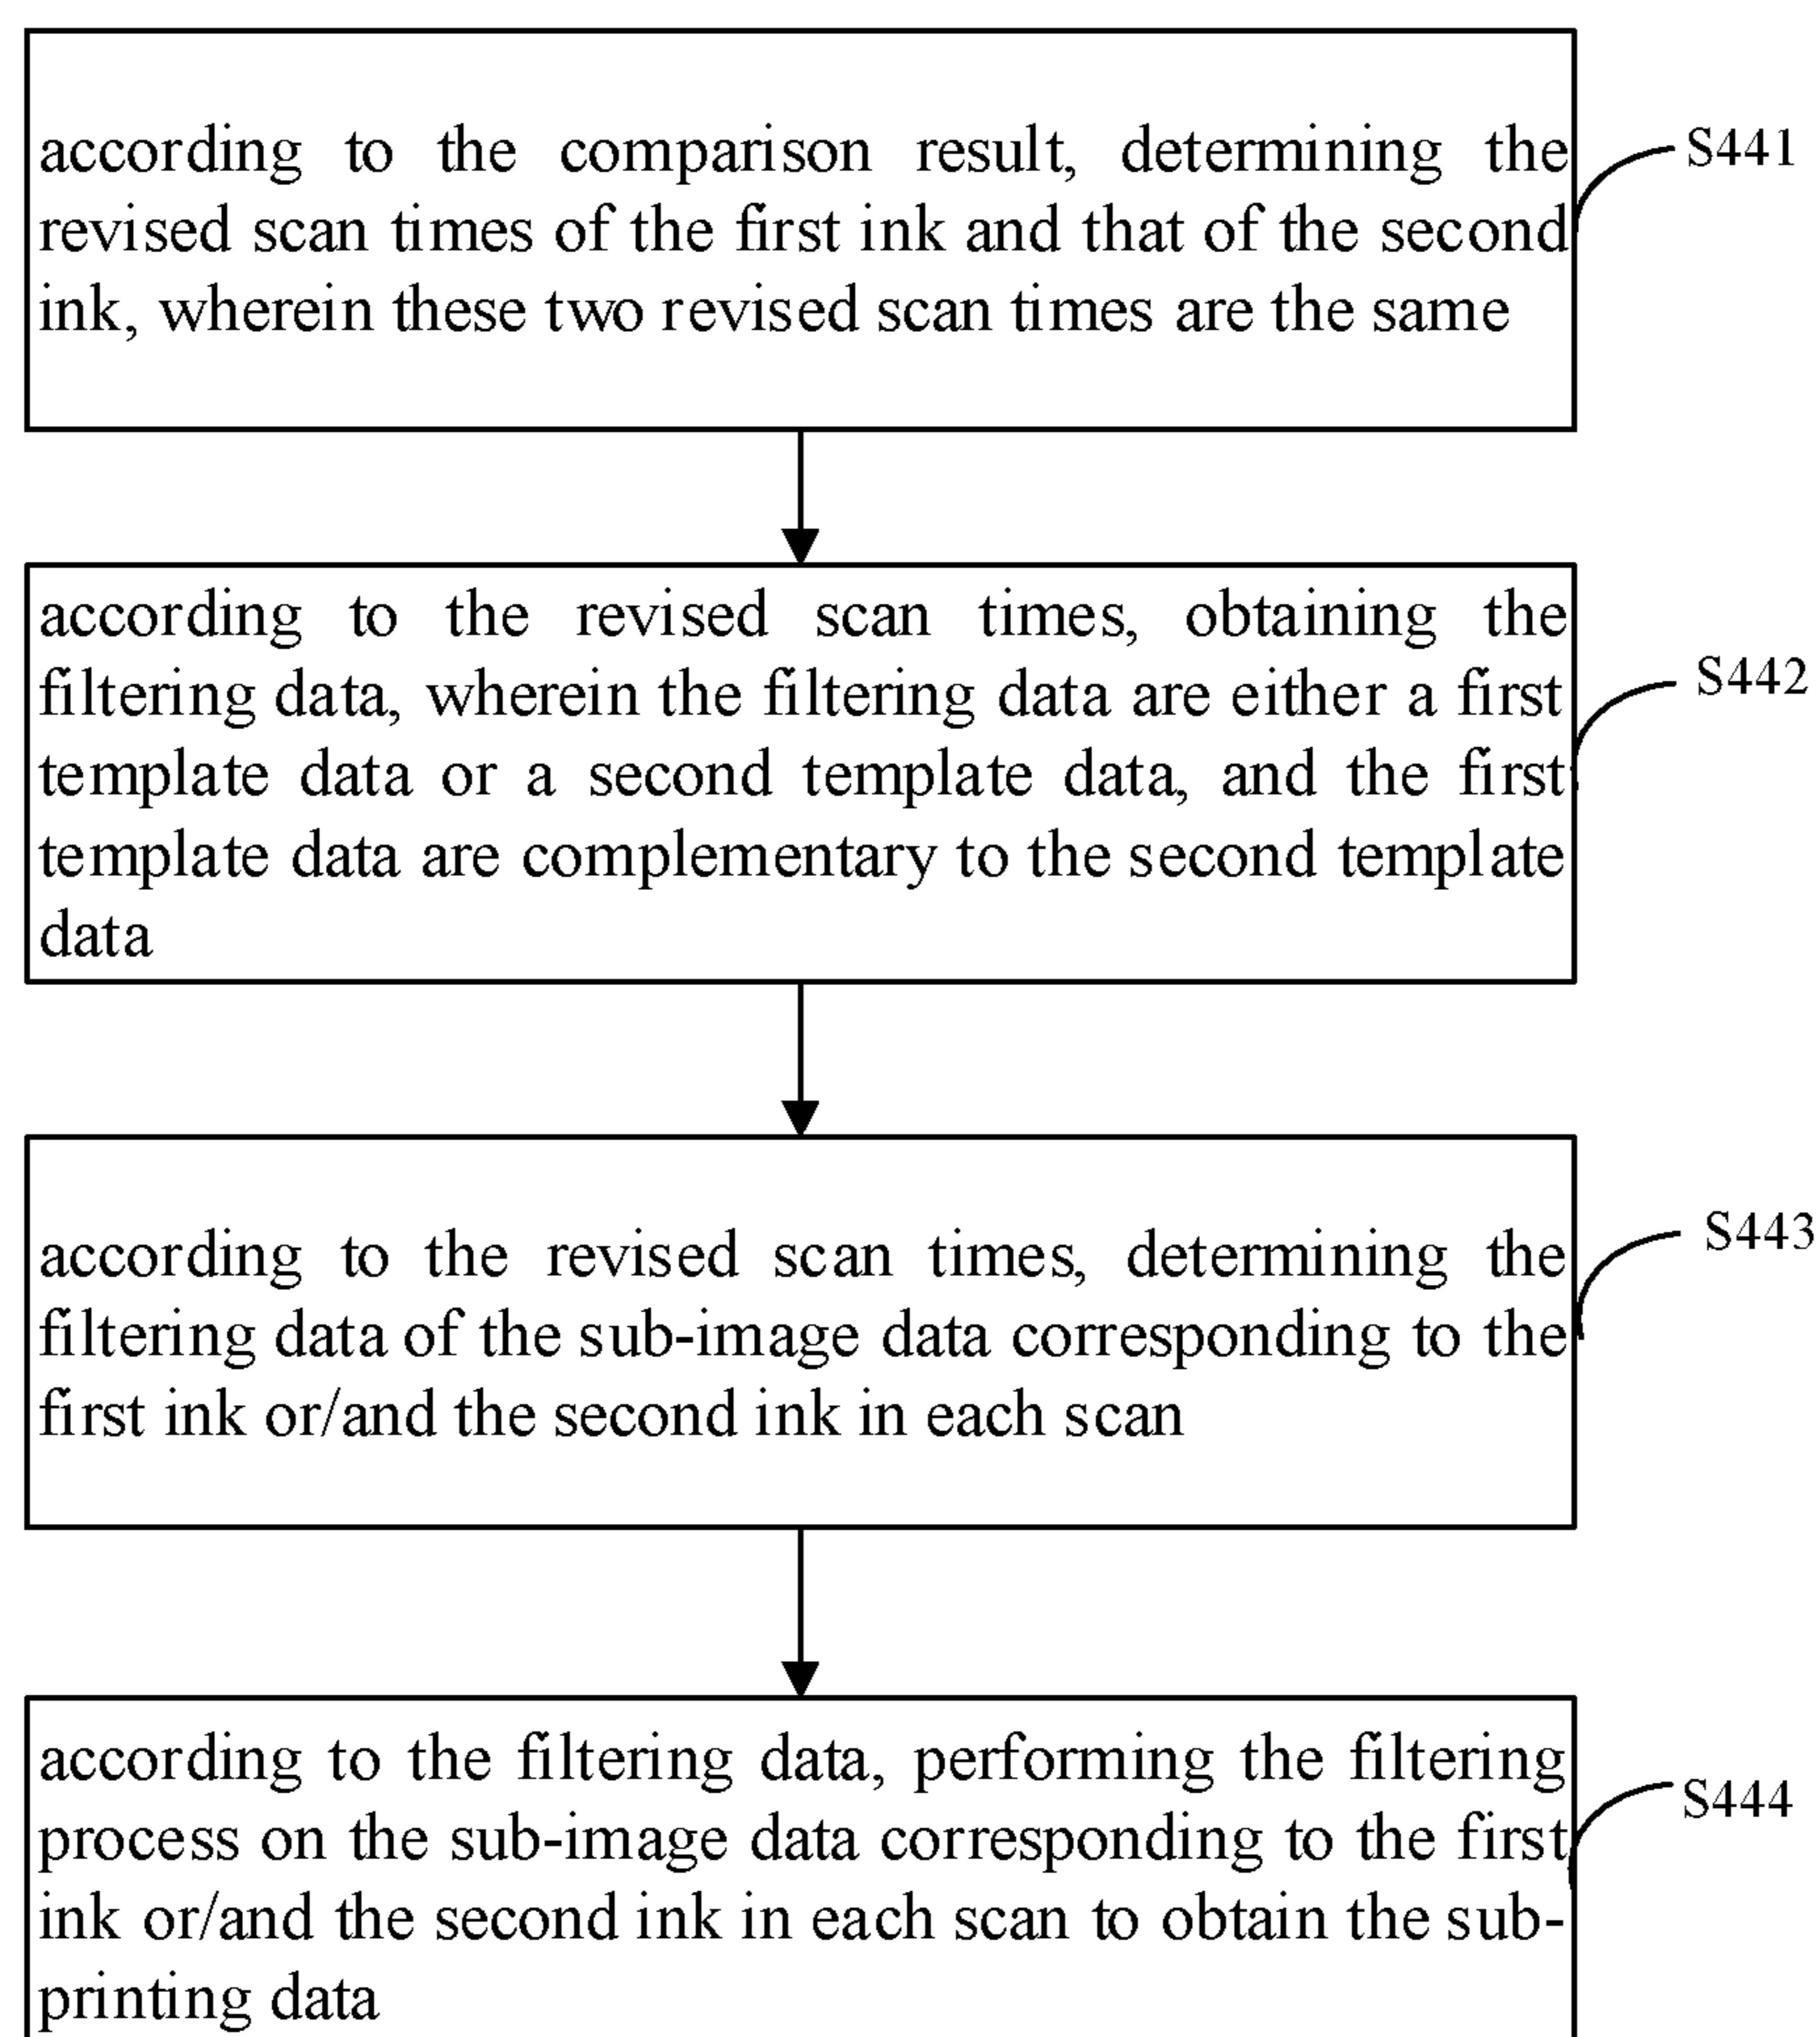 according to the comparison result, determining the
revised scan times of the first ink and that of the second
ink, wherein these two revised scan times are the same
S441
according to the revised scan times, obtaining the
filtering data, wherein the filtering data are either a first
template data or a second template data, and the first
template data are complementary to the second template
data
S442
according to the revised scan times, determining the
filtering data of the sub-image data corresponding to the
first ink or/and the second ink in each scan
S443
according to the filtering data, performing the filtering
process on the sub-image data corresponding to the first
ink or/and the second ink in each scan to obtain the sub-
printing data
S444